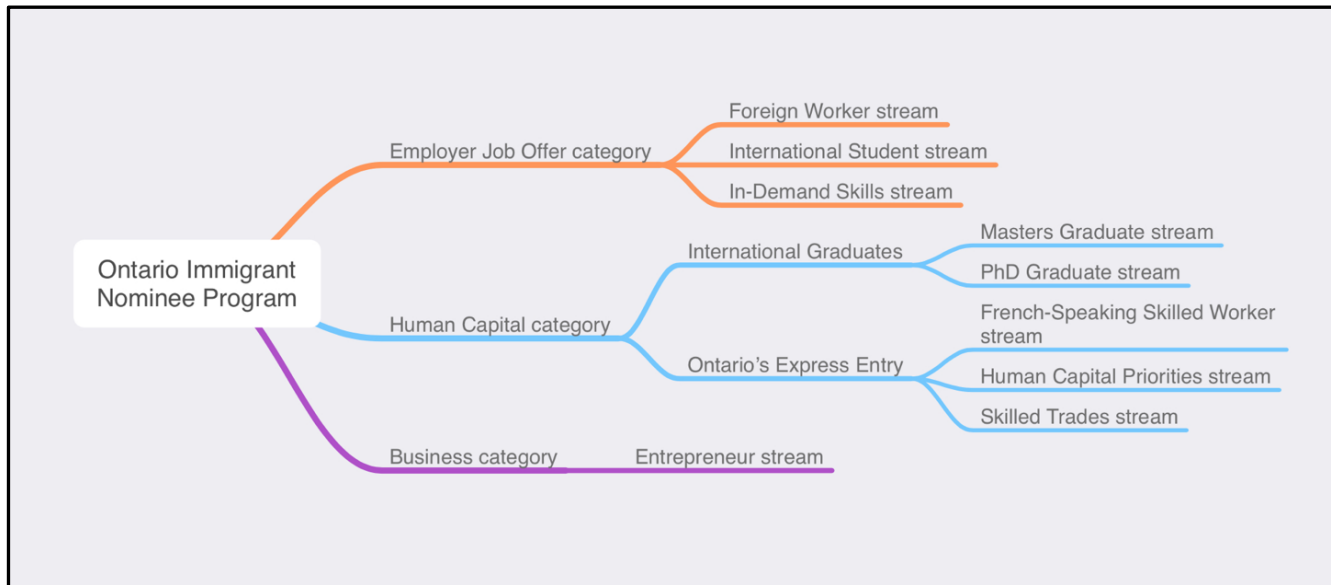 Ontario Immigrant
Nominee Program
Employer Job Offer category
Foreign Worker stream
International Student stream
In-Demand Skills stream
Human Capital category
International Graduates
Masters Graduate stream
PhD Graduate stream
Ontario’s Express Entry
French-Speaking Skilled Worker
stream
Human Capital Priorities stream
Skilled Trades stream
Business category
Entrepreneur stream